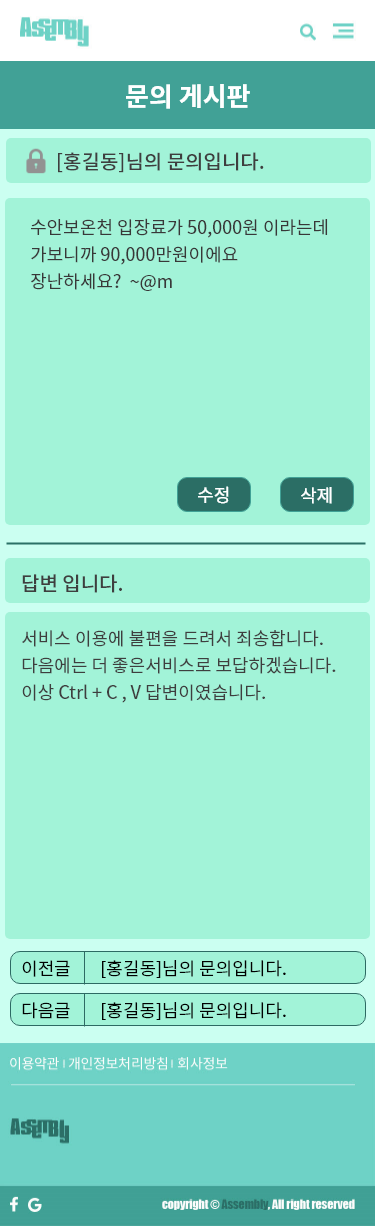 Assembly
문의 게시판
[홍길동]님의 문의입니다.
수안보온천 입장료가 50,000원 이라는데
가보니까 90,000만원이에요
장난하세요? ~@m
수정 삭제
답변 입니다.
서비스 이용에 불편을 드려서 죄송합니다.
다음에는 더 좋은서비스로 보답하겠습니다.
이상 Ctrl + C , V 답변이였습니다.
이전글 [홍길동]님의 문의입니다.
다음글 [홍길동]님의 문의입니다.
이용약관 | 개인정보처리방침 | 회사정보
Assembly
f G copyright © Assembly, All right reserved